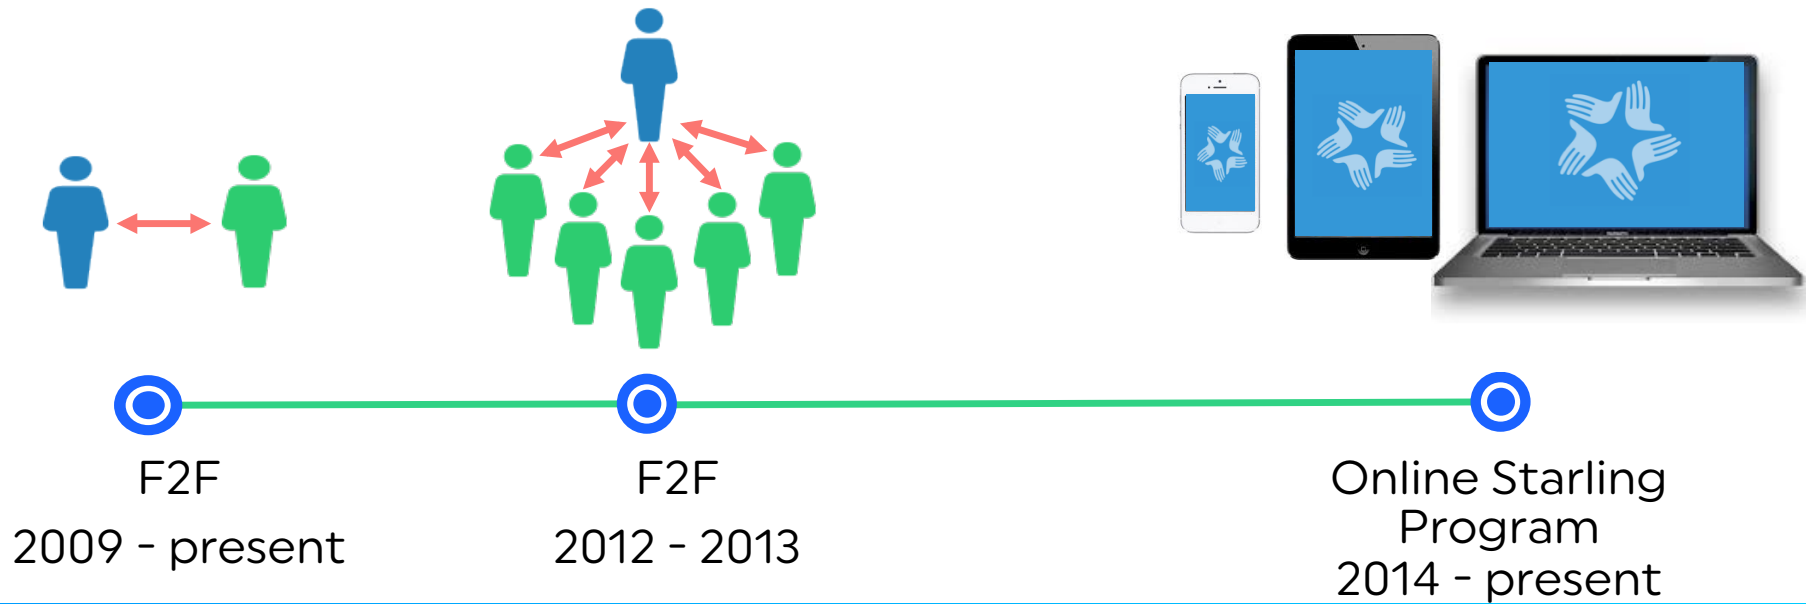 F2F
2009 - present
F2F
2012 - 2013
Online Starling
Program
2014 - present